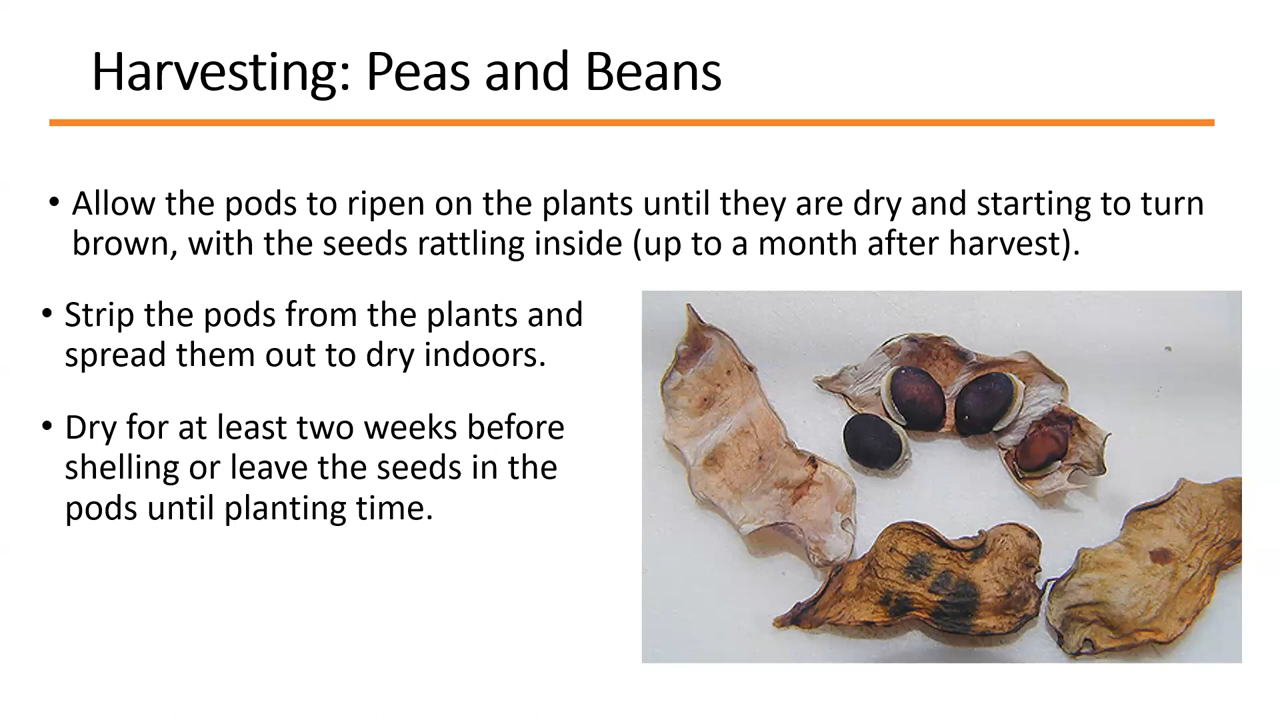 Harvesting: Peas and Beans
• Allow the pods to ripen on the plants until they are dry and starting to turn
brown, with the seeds rattling inside (up to a month after harvest).
• Strip the pods from the plants and
spread them out to dry indoors.
• Dry for at least two weeks before
shelling or leave the seeds in the
pods until planting time.